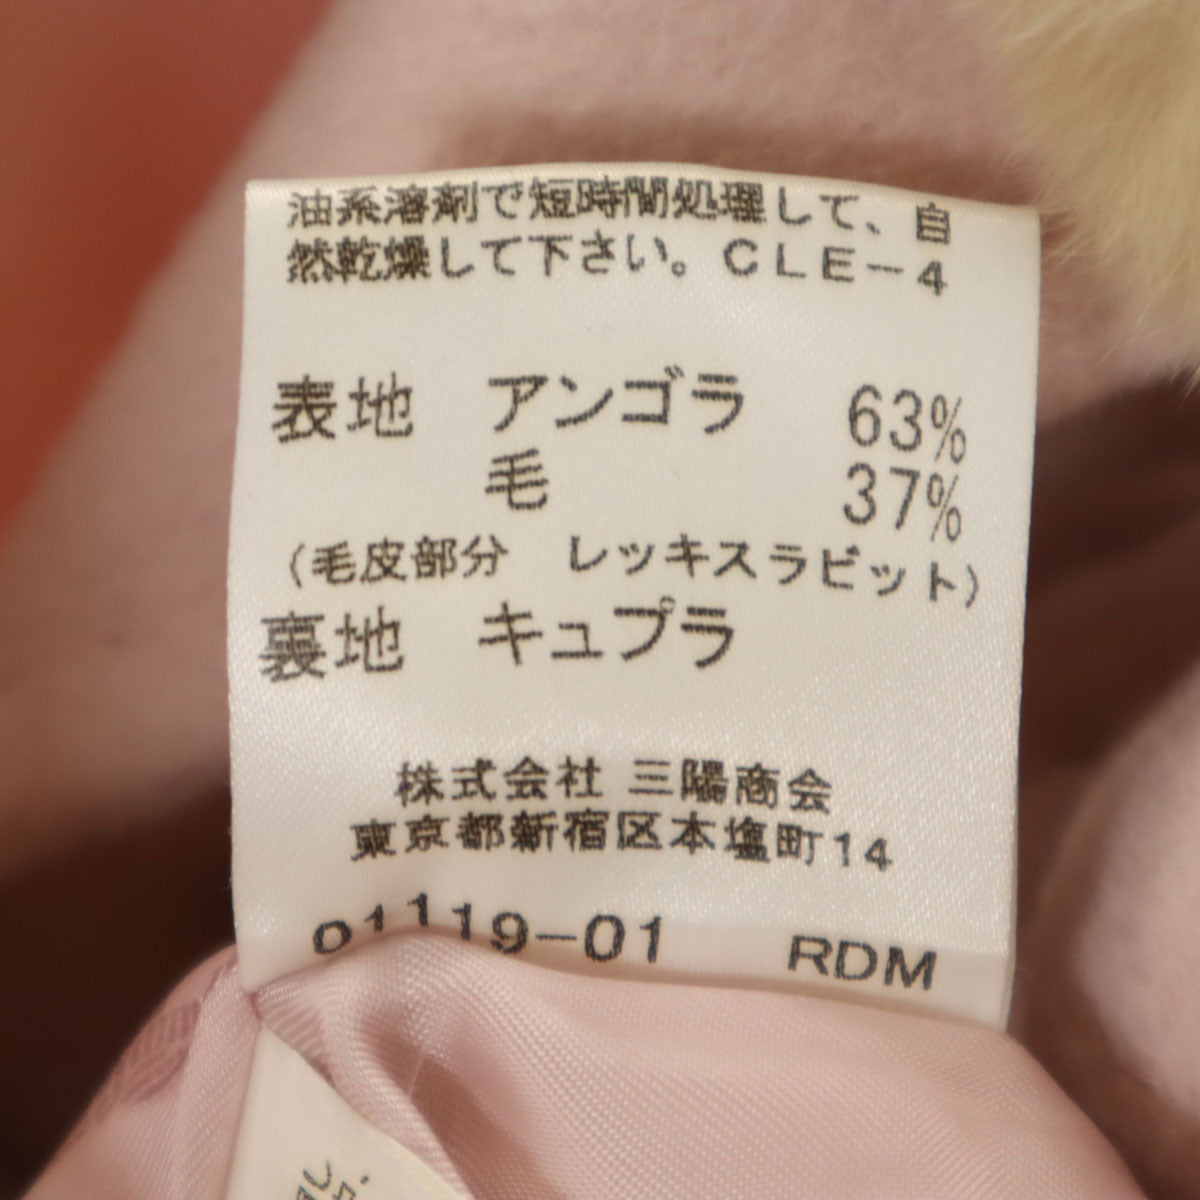 油系溶剤で短時間処理して、自
然乾燥して下さい。CLE-4
表地 アンゴラ 63%
毛 37%
(毛皮部分 レッキスラビット)
裏地 キュプラ
株式会社 三陽商会
東京都新宿区本塩町14
01119-01 RDM